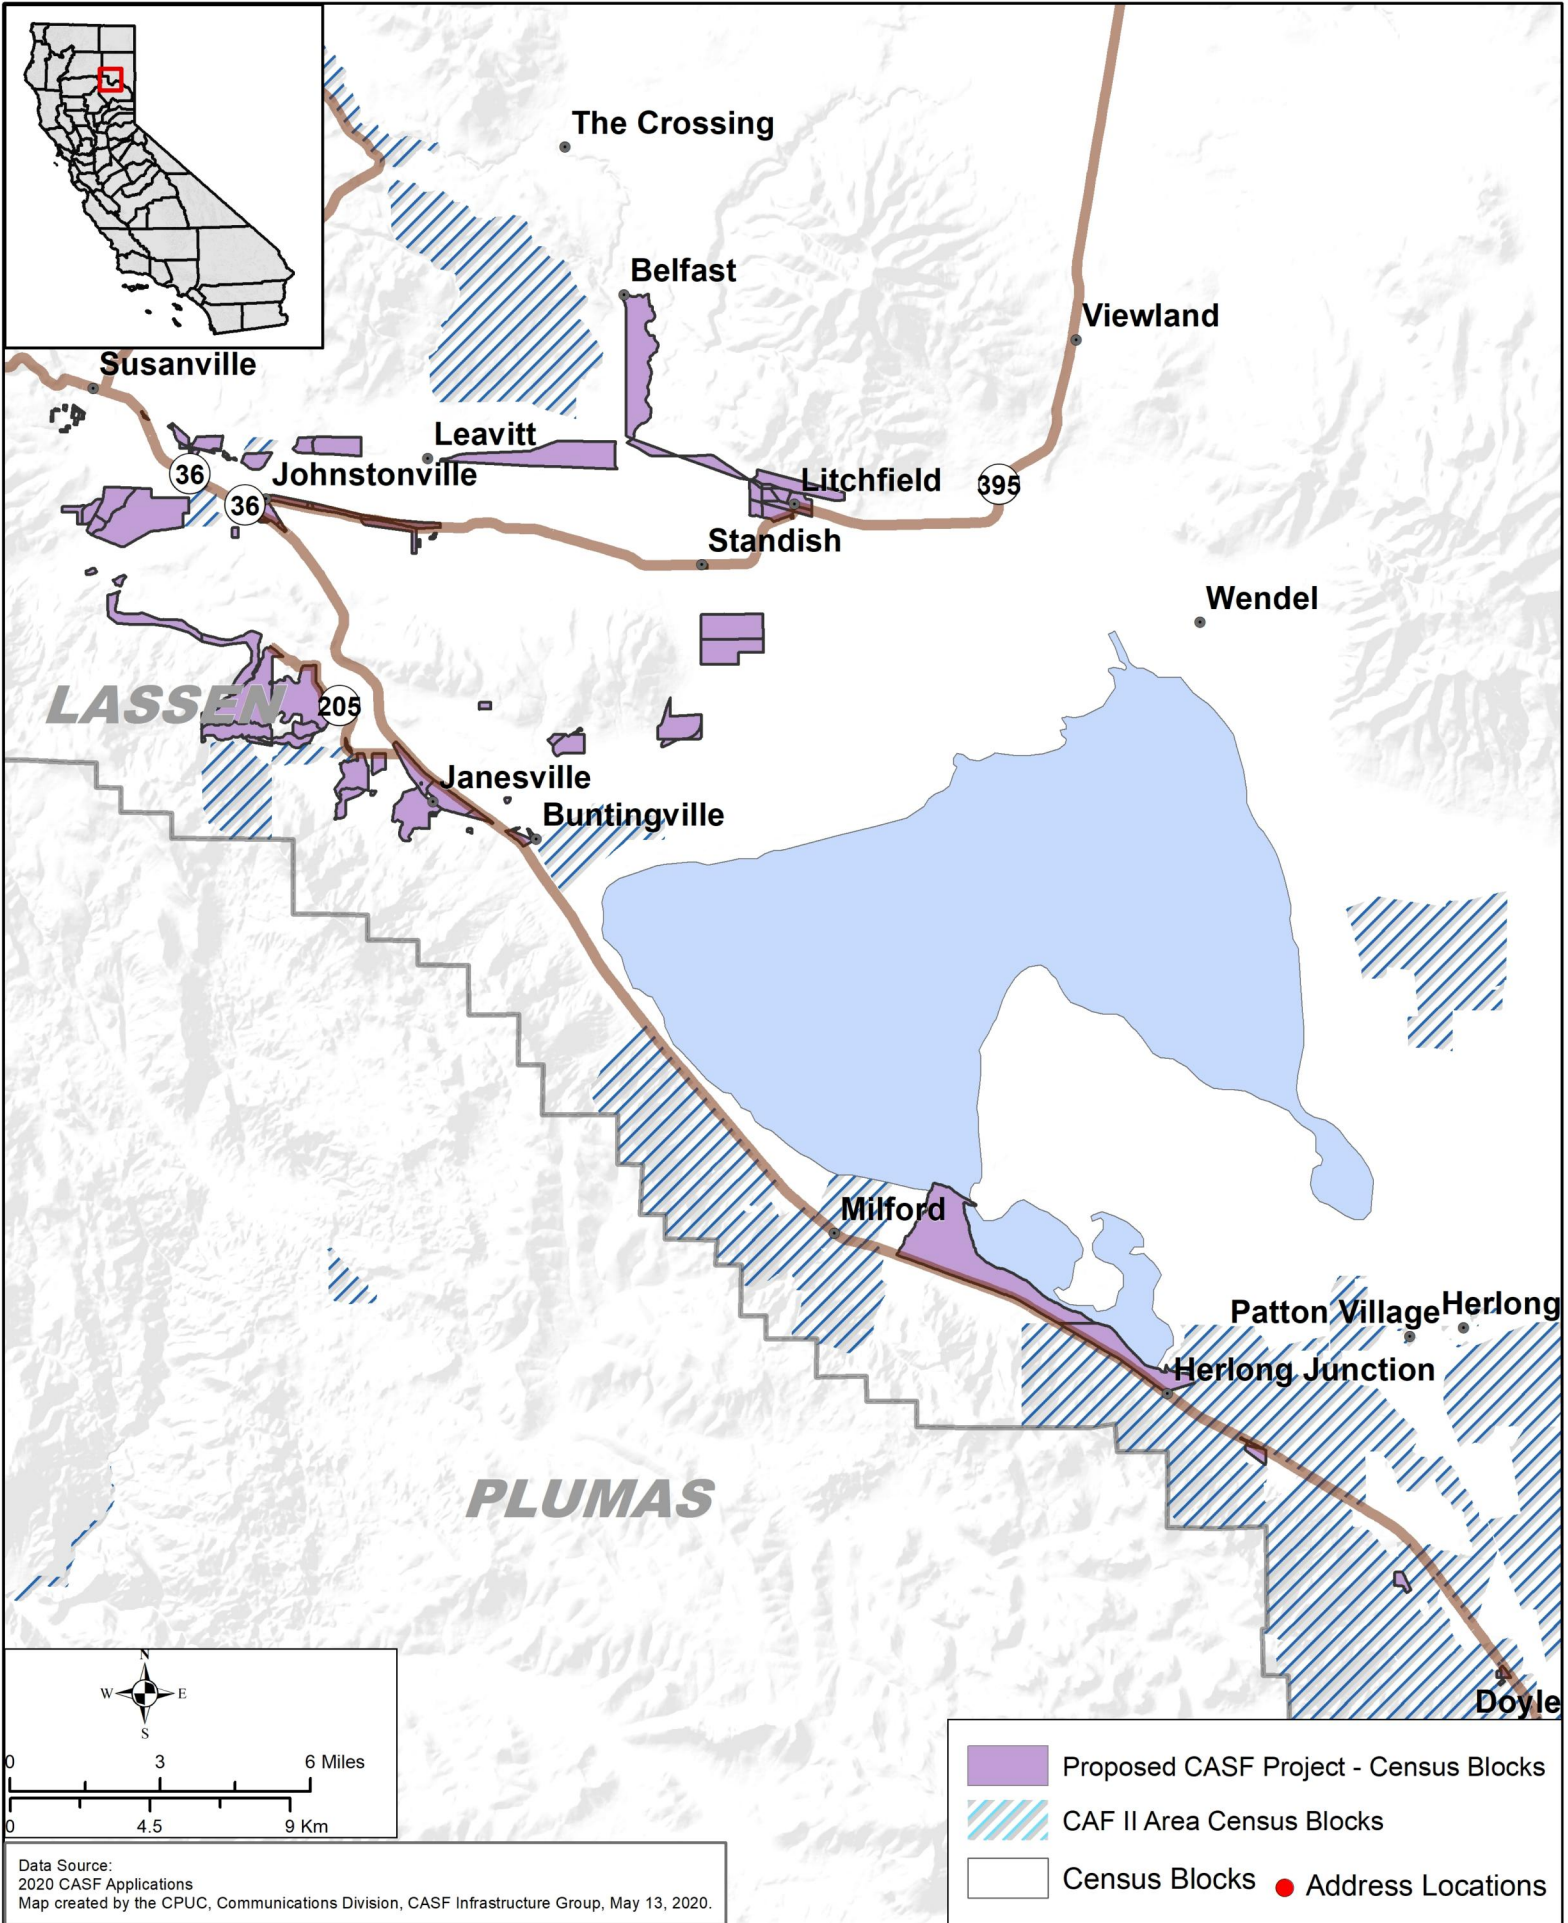 The Crossing
Belfast
Viewland
Susanville
Leavitt
36
Johnstonville
Litchfield
395
36
Standish
Wendel
LASSEN
205
Janesville
Buntingville
Milford
Patton Village
Herlong
Herlong Junction
PLUMAS
Doyle
N
W
E
S
0
3
6 Miles
0
4.5
9 Km
Data Source:
2020 CASF Applications
Map created by the CPUC, Communications Division, CASF Infrastructure Group, May 13, 2020.
Proposed CASF Project - Census Blocks
CAF II Area Census Blocks
Census Blocks
Address Locations